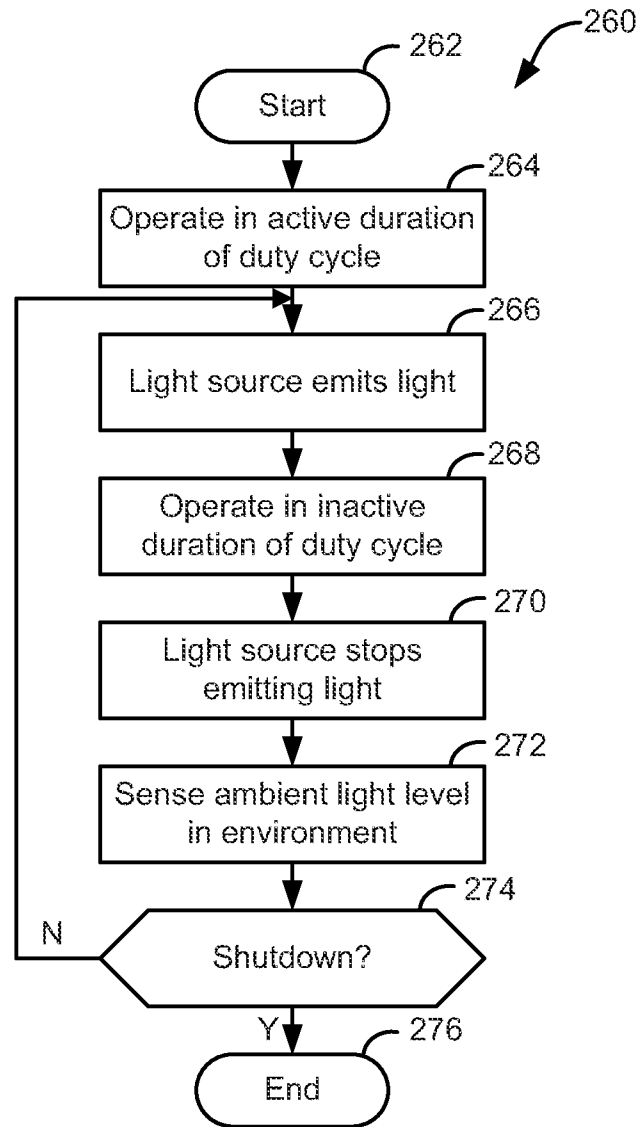 260
262
Start
264
Operate in active duration
of duty cycle
266
Light source emits light
268
Operate in inactive
duration of duty cycle
270
Light source stops
emitting light
272
Sense ambient light level
in environment
274
N
Shutdown?
Y
276
End